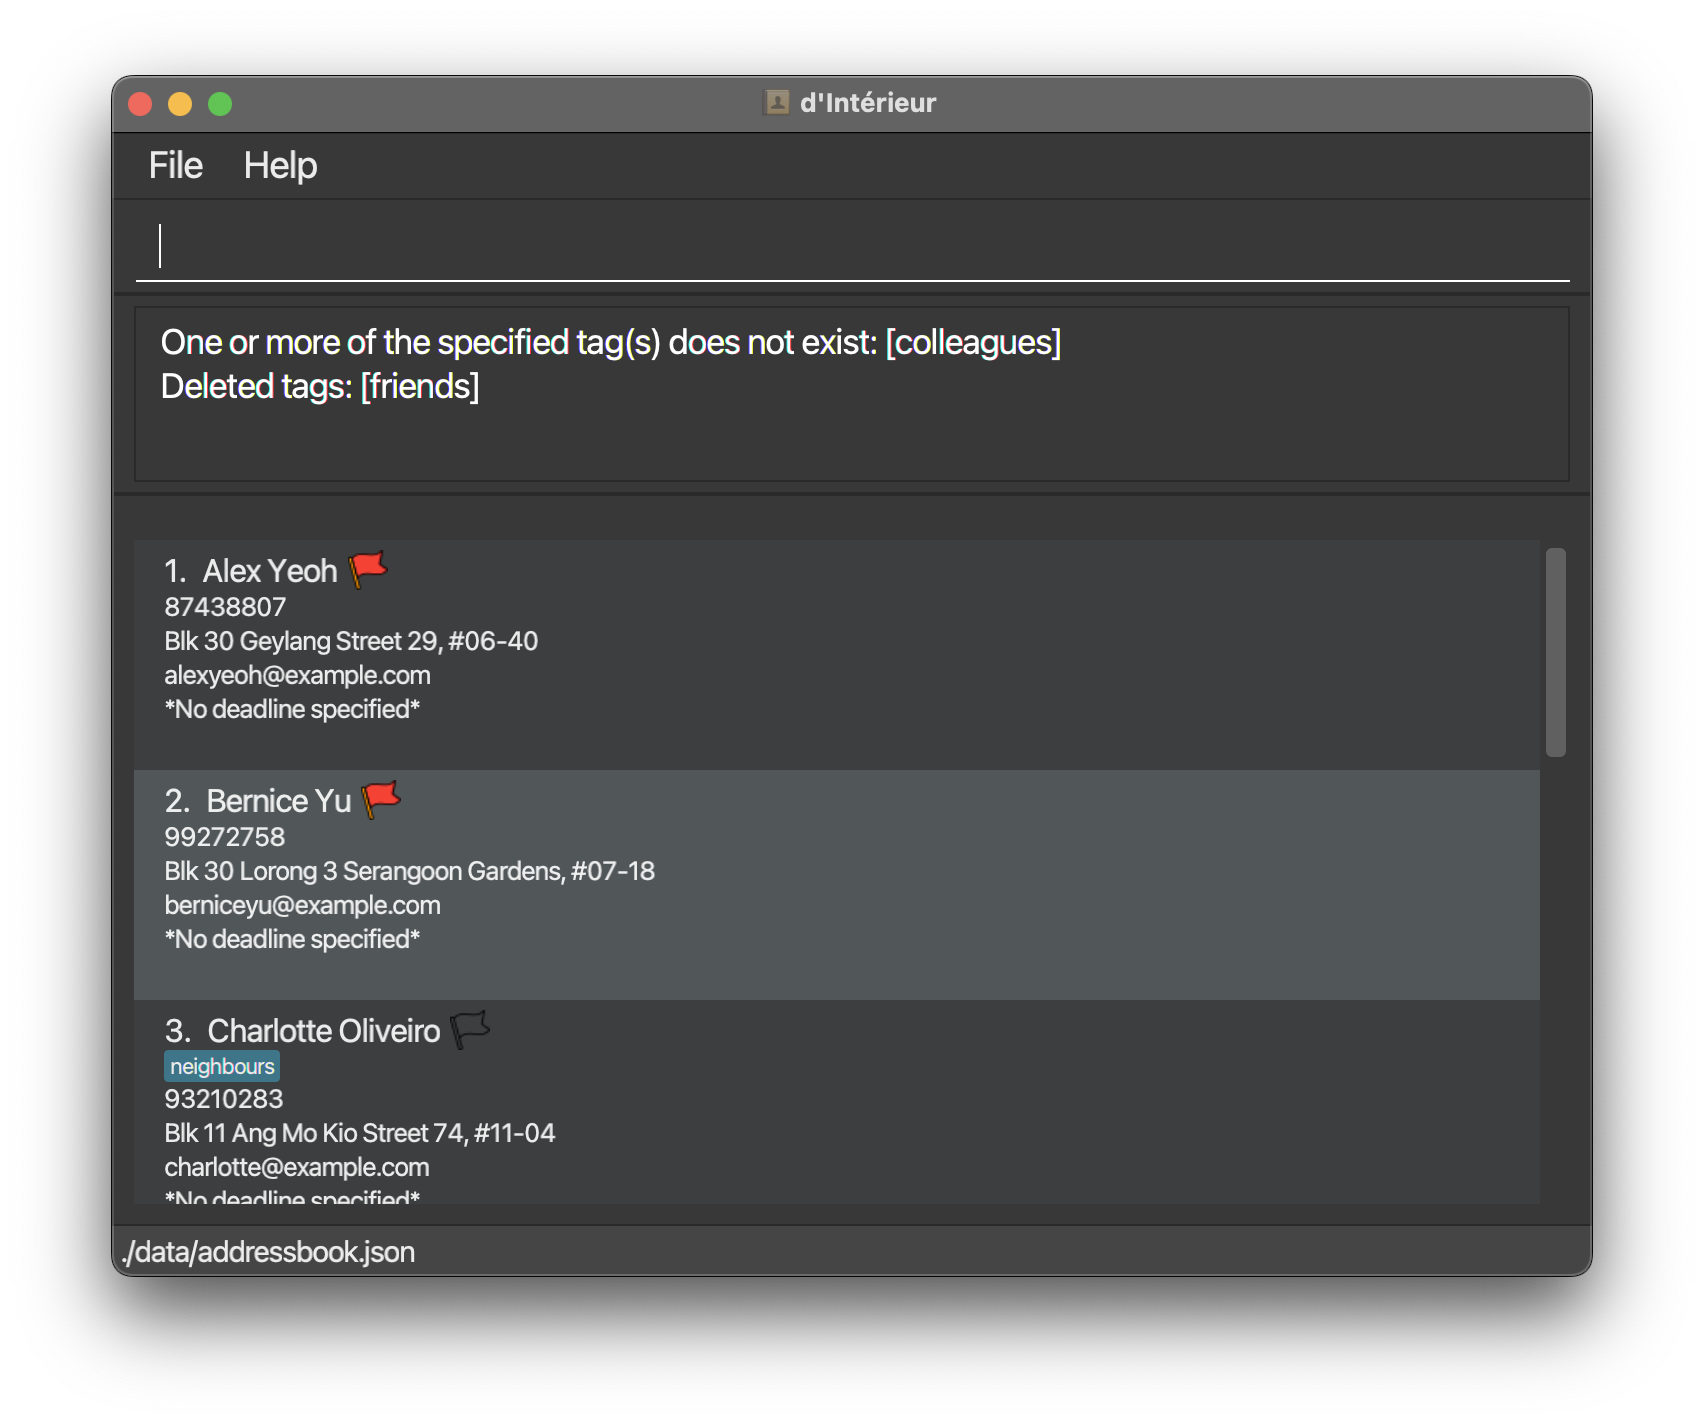 d'Intérieur
File Help
One or more of the specified tag(s) does not exist: [colleagues]
Deleted tags: [friends]
1. Alex Yeoh
87438807
Blk 30 Geylang Street 29, #06-40
alexyeoh@example.com
*No deadline specified*
2. Bernice Yu
99272758
Blk 30 Lorong 3 Serangoon Gardens, #07-18
berniceyu@example.com
*No deadline specified*
3. Charlotte Oliveiro
neighbours
93210283
Blk 11 Ang Mo Kio Street 74, #11-04
charlotte@example.com
*No deadline specified*
./data/addressbook.json